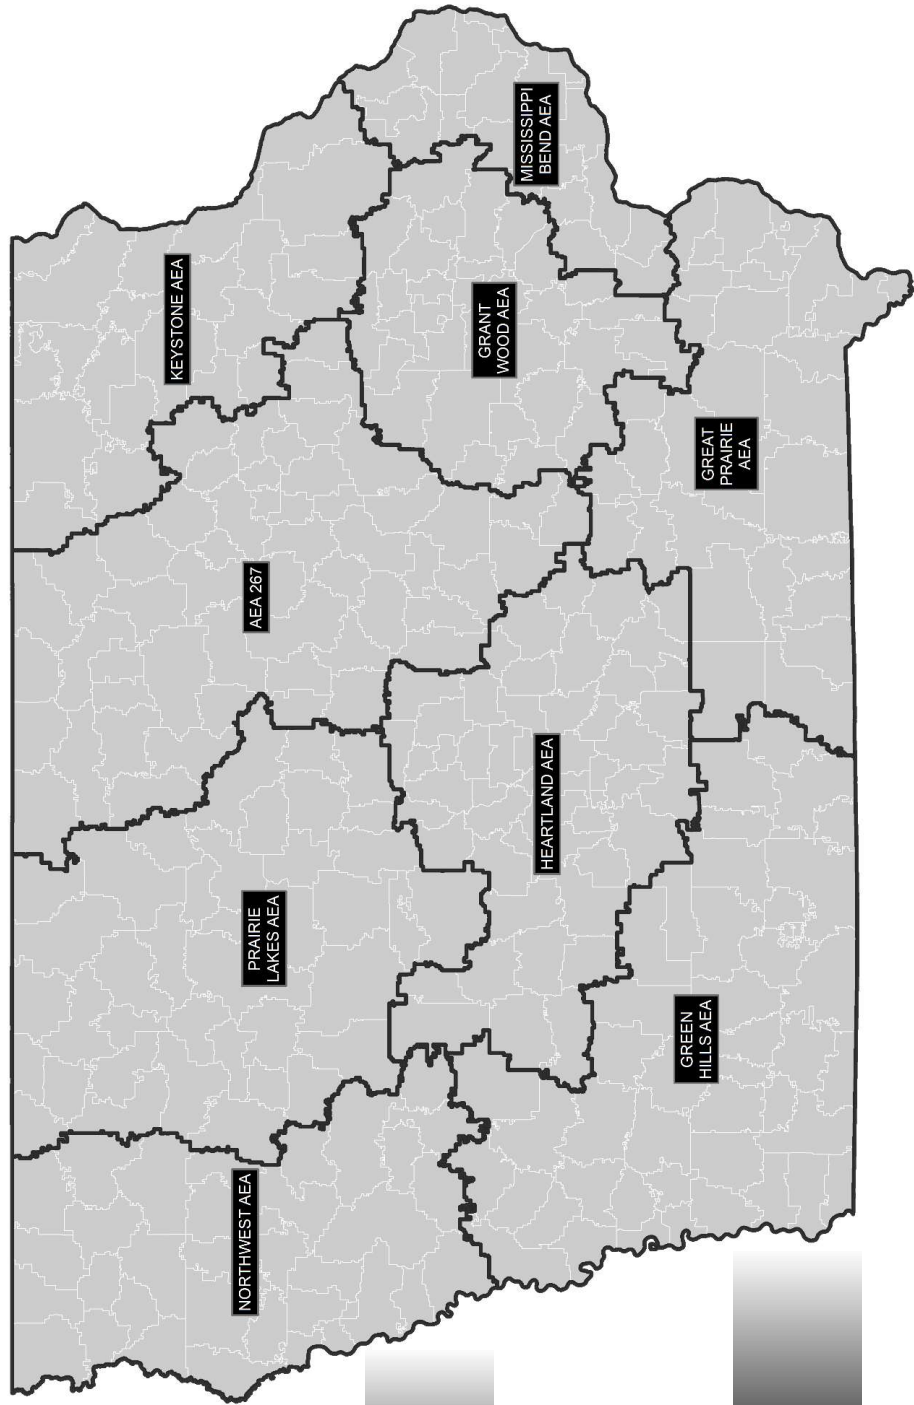 NORTHWEST AEA
PRAIRIE
LAKES AEA
AEA 267
KEYSTONE AEA
MISSISSIPPI
BEND AEA
GRANT
WOOD AEA
HEARTLAND AEA
GREEN
HILLS AEA
GREAT
PRAIRIE
AEA